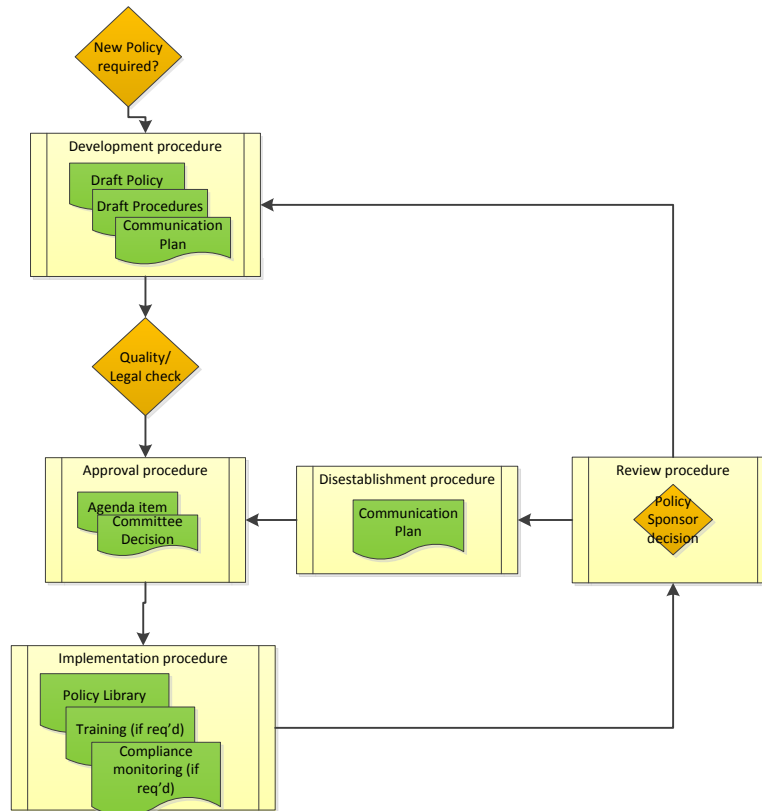 New Policy
required?
Development procedure
Draft Policy
Draft Procedures
Communication
Plan
Quality/
Legal check
Approval procedure
Agenda item
Committee
Decision
Disestablishment procedure
Communication
Plan
Review procedure
Policy
Sponsor
decision
Implementation procedure
Policy Library
Training (if req'd)
Compliance
monitoring (if
req'd)